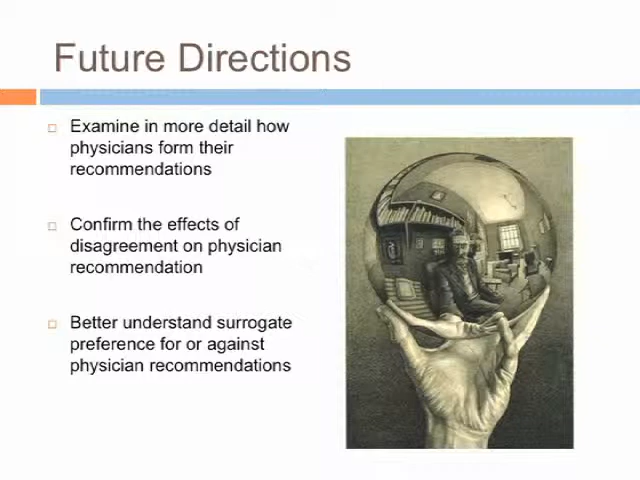 Future Directions
Examine in more detail how
physicians form their
recommendations
Confirm the effects of
disagreement on physician
recommendation
Better understand surrogate
preference for or against
physician recommendations